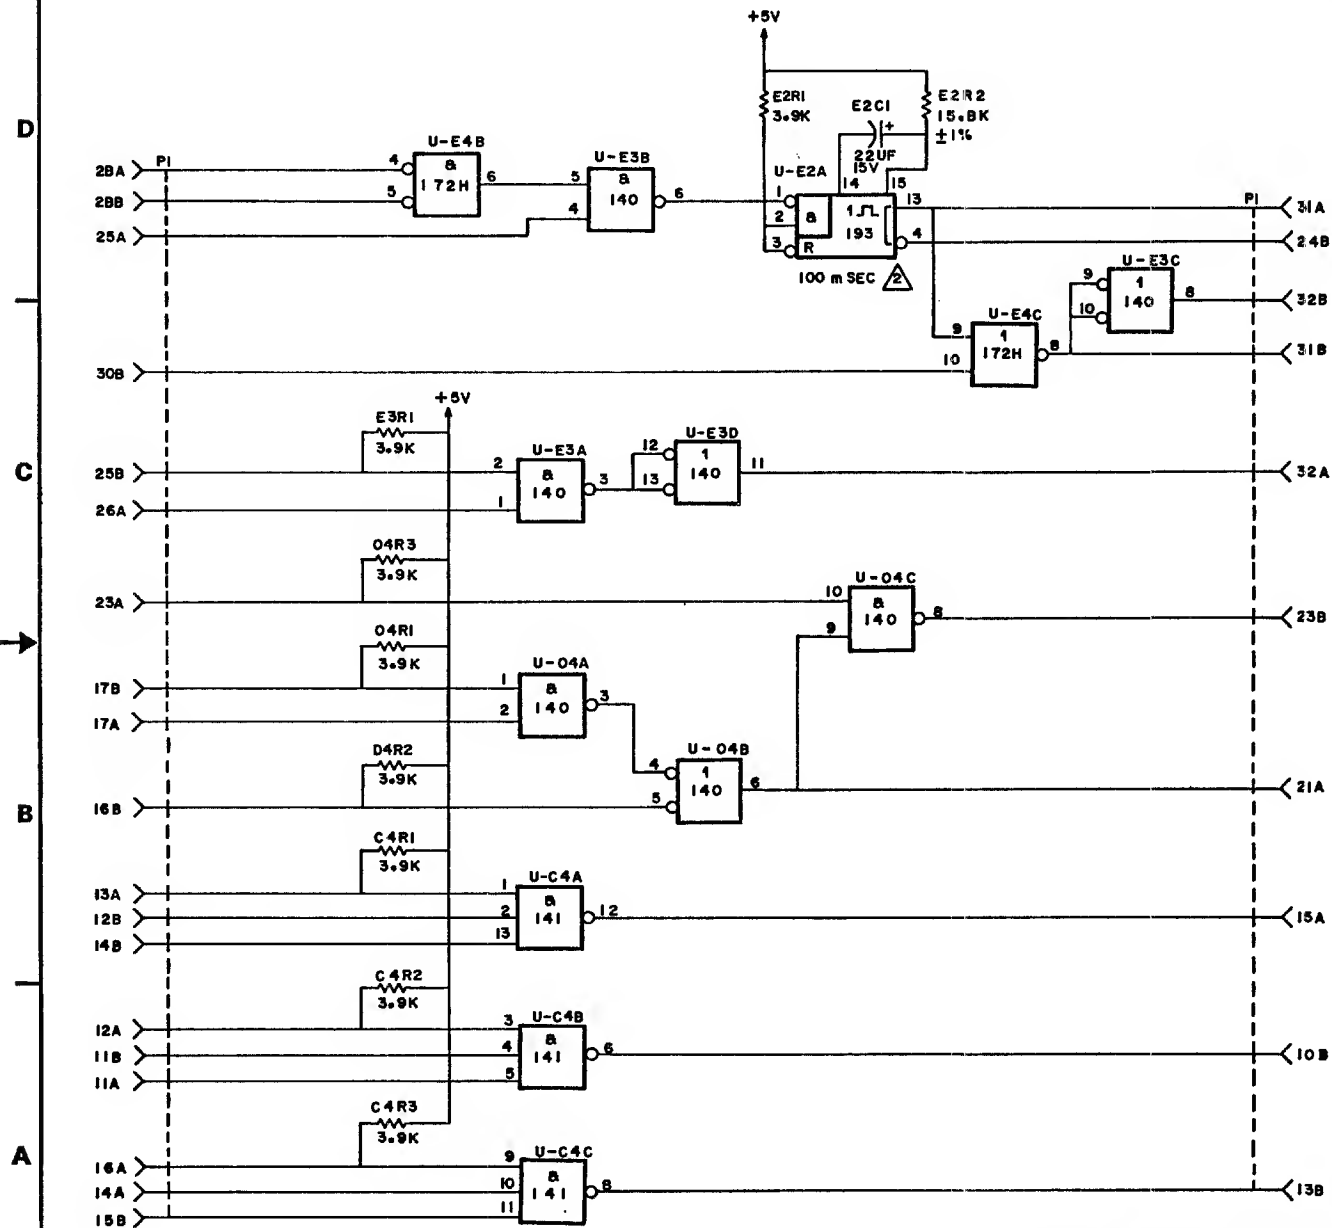 +5V
E2R1
3.9K
E2C1
22UF
15V
E2R2
15.8K
±1%
D
U-E4B
U-E3B
U-E2A
28A
P1
4
&
172H
6
5
&
140
6
14
15
28B
5
4
1
2
3
&
R
1
193
13
4
P1
31A
25A
24B
100 mSEC
2
U-E3C
9
10
1
140
8
32B
U-E4C
9
10
1
172H
8
31B
30B
+5V
E3R1
3.9K
U-E3A
U-E3D
C
25B
2
&
140
3
12
13
1
140
11
32A
26A
1
04R3
3.9K
U-04C
23A
10
9
&
140
8
23B
04R1
3.9K
U-04A
17B
1
&
140
3
17A
2
D4R2
3.9K
U-04B
4
5
1
140
6
21A
B
16B
C4R1
3.9K
U-C4A
13A
1
12B
2
&
141
12
15A
14B
13
C4R2
3.9K
U-C4B
12A
3
11B
4
&
141
6
10B
11A
5
C4R3
3.9K
U-C4C
A
16A
9
14A
10
&
141
8
13B
15B
11